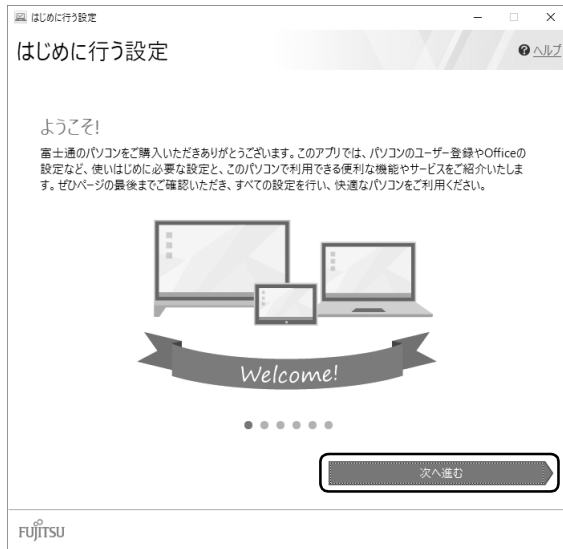 はじめに行う設定
はじめに行う設定
ヘルプ
ようこそ!
富士通のパソコンをご購入いただきありがとうございます。このアプリでは、パソコンのユーザー登録やOfficeの
設定など、使いはじめに必要な設定と、このパソコンで利用できる便利な機能やサービスをご紹介いたしま
す。ぜひページの最後までご確認いただき、すべての設定を行い、快適なパソコンをご利用ください。
Welcome!
次へ進む
FUJITSU